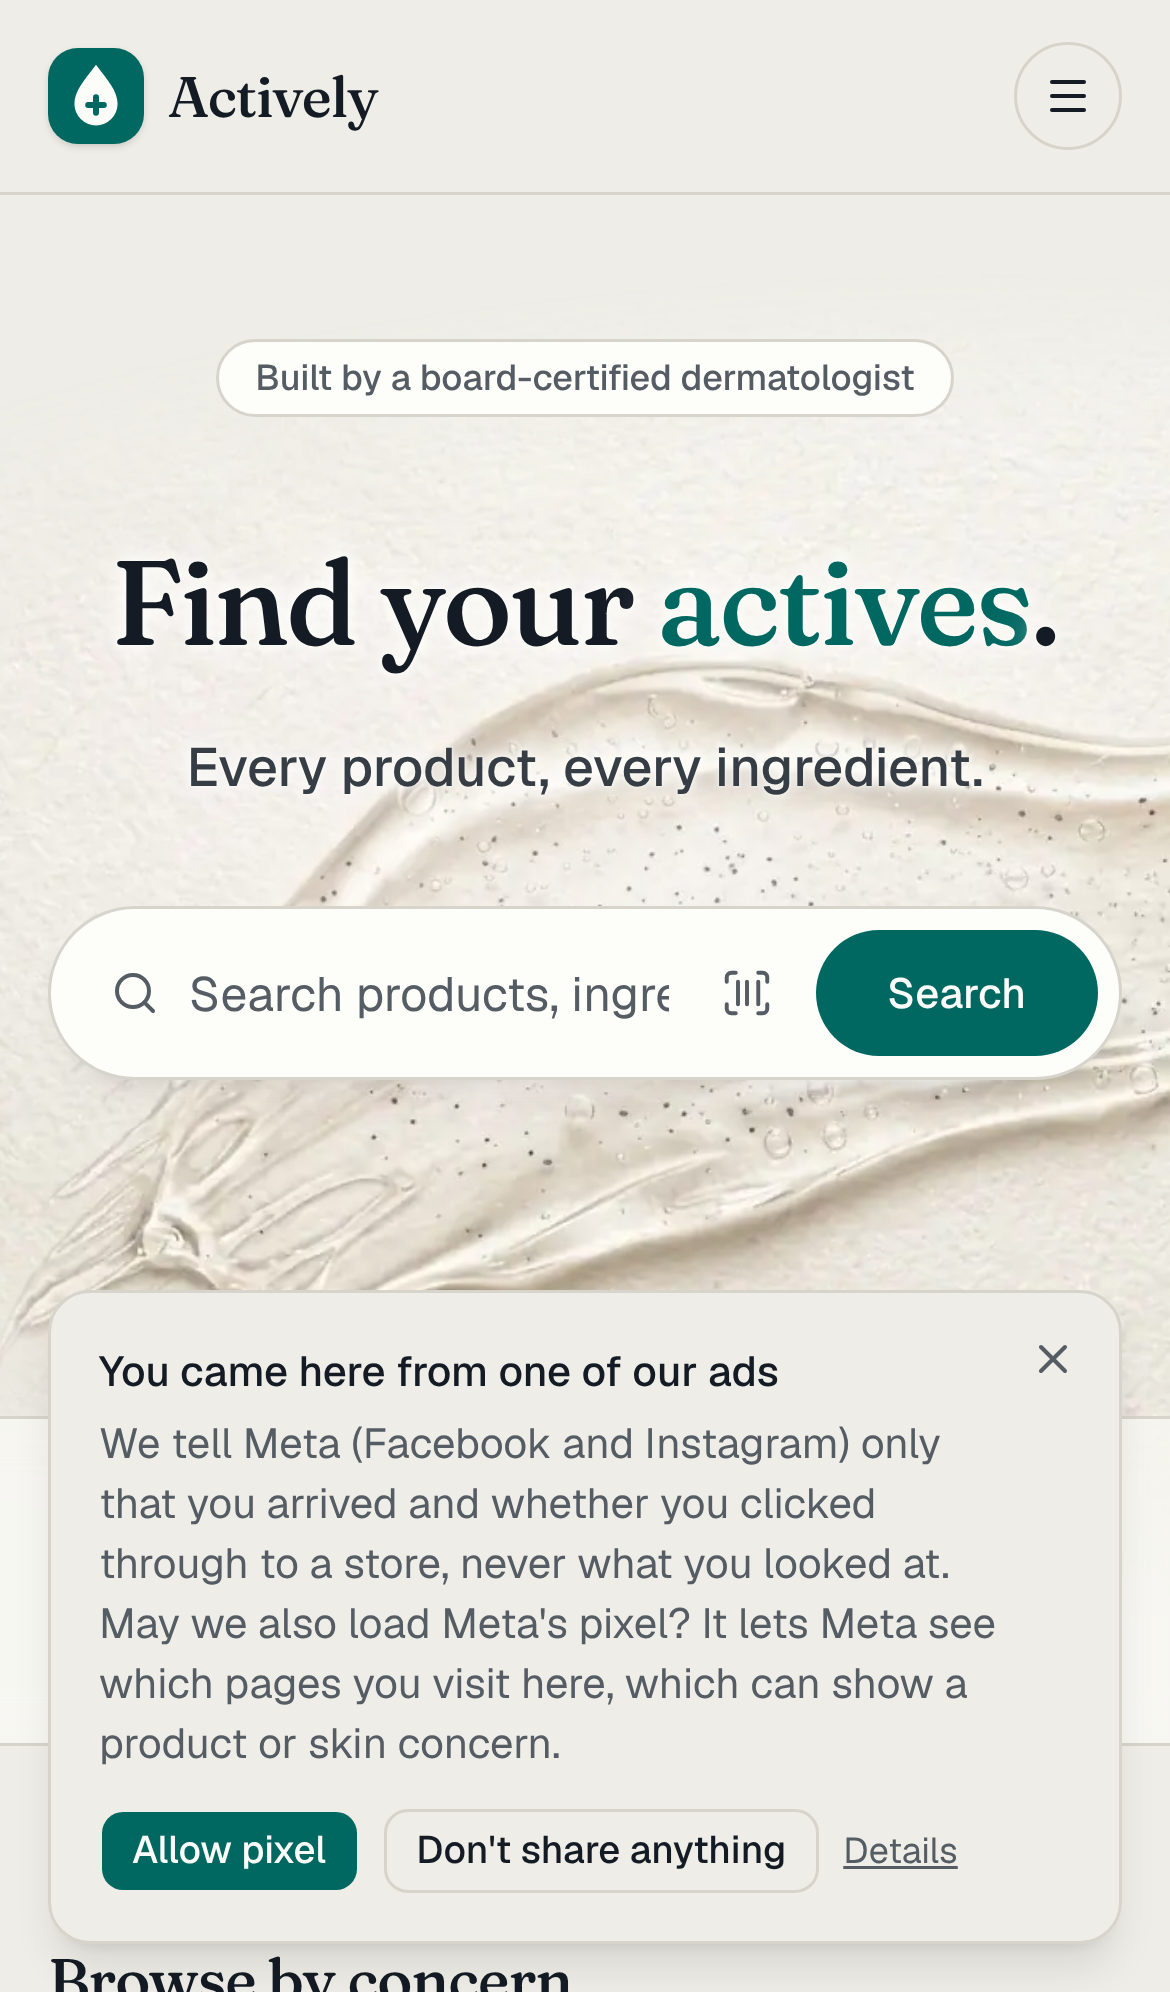 Actively
Built by a board-certified dermatologist
Find your actives.
Every product, every ingredient.
Search products, ingre
Search
You came here from one of our ads
We tell Meta (Facebook and Instagram) only
that you arrived and whether you clicked
through to a store, never what you looked at.
May we also load Meta's pixel? It lets Meta see
which pages you visit here, which can show a
product or skin concern.
Allow pixel
Don't share anything
Details
Browse by concern